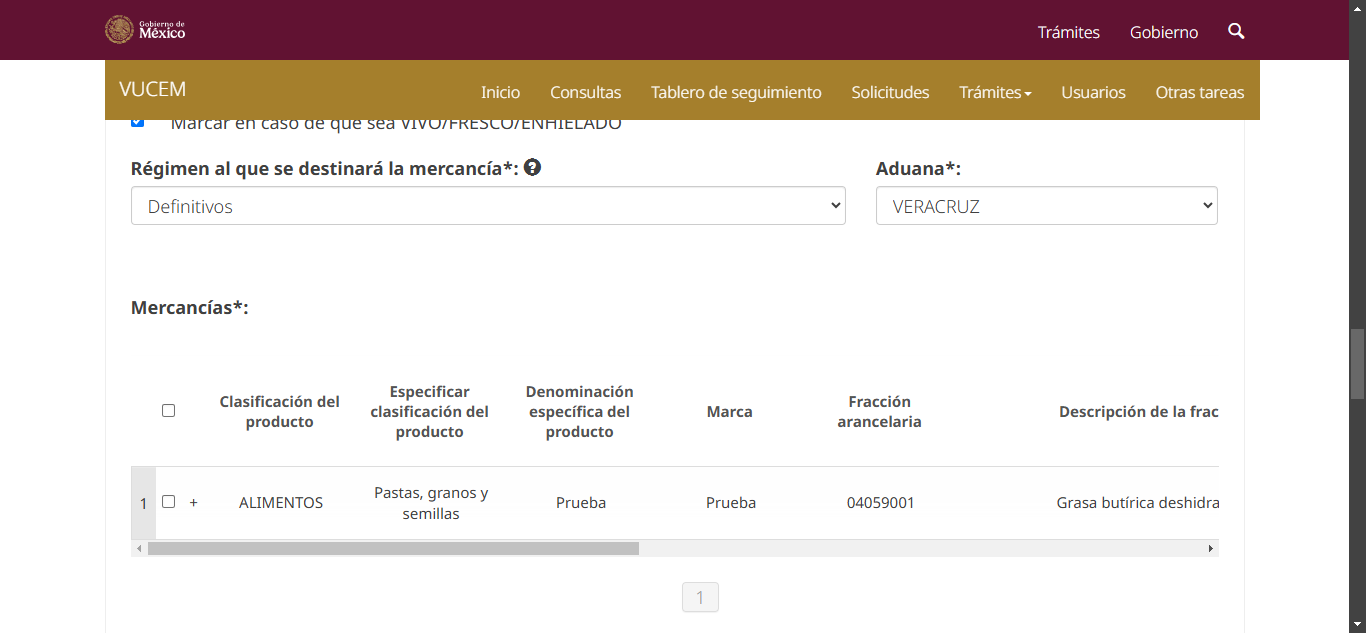 Gobierno de
México
Trámites
Gobierno
VUCEM
Inicio
Consultas
Tablero de seguimiento
Solicitudes
Trámites
Usuarios
Otras tareas
Marcar en caso de que sea VIVO/FRESCO/ENHIELADO
Régimen al que se destinará la mercancía*:
Aduana*:
Definitivos
VERACRUZ
Mercancías*:
Clasificación del
producto
Especificar
clasificación del
producto
Denominación
específica del
producto
Marca
Fracción
arancelaria
Descripción de la frac
1
+
ALIMENTOS
Pastas, granos y
semillas
Prueba
Prueba
04059001
Grasa butírica deshidra
1